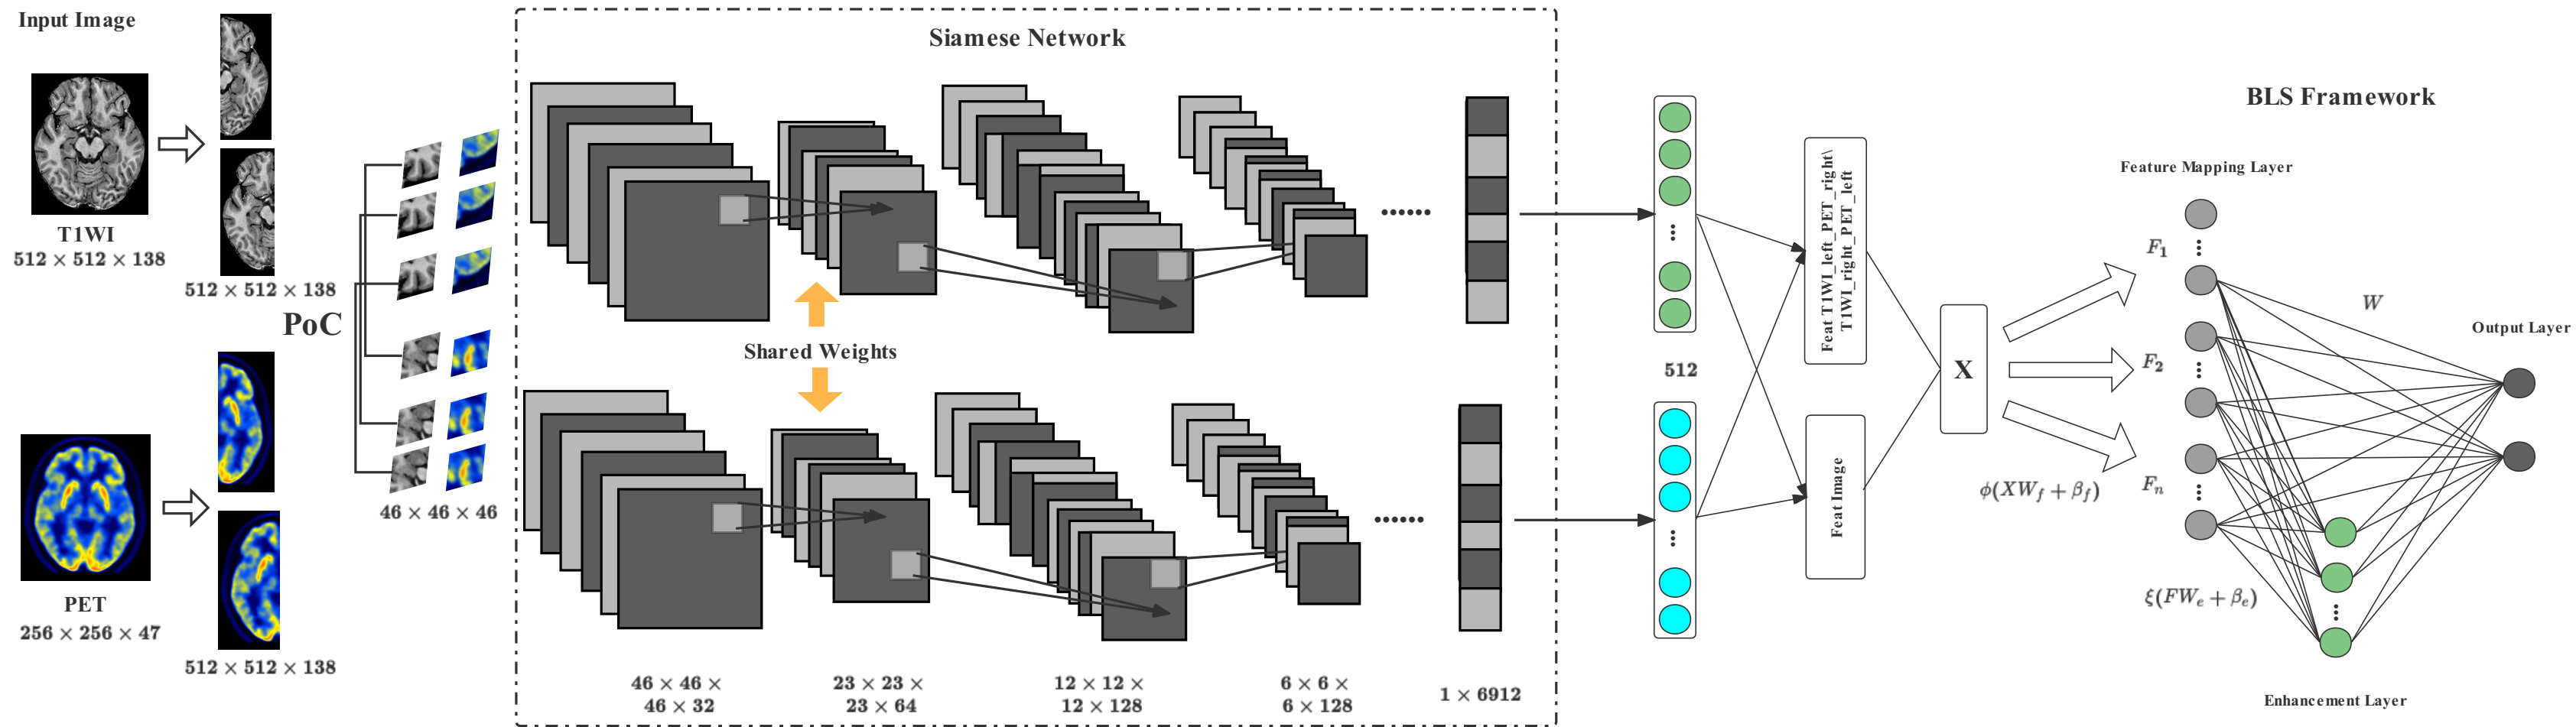 Input Image
T1WI
512 × 512 × 138
512 × 512 × 138
PoC
PET
256 × 256 × 47
512 × 512 × 138
46 × 46 × 46
Siamese Network
Shared Weights
46 × 46 ×
46 × 32
23 × 23 ×
23 × 64
12 × 12 ×
12 × 128
6 × 6 ×
6 × 128
1 × 6912
512
Feat T1WI_left_PET_right\
T1WI_right_PET_left
Feat Image
X
BLS Framework
Feature Mapping Layer
F₁
F₂
Fₙ
W
Output Layer
ϕ(XW_f + β_f)
ξ(FW_e + β_e)
Enhancement Layer